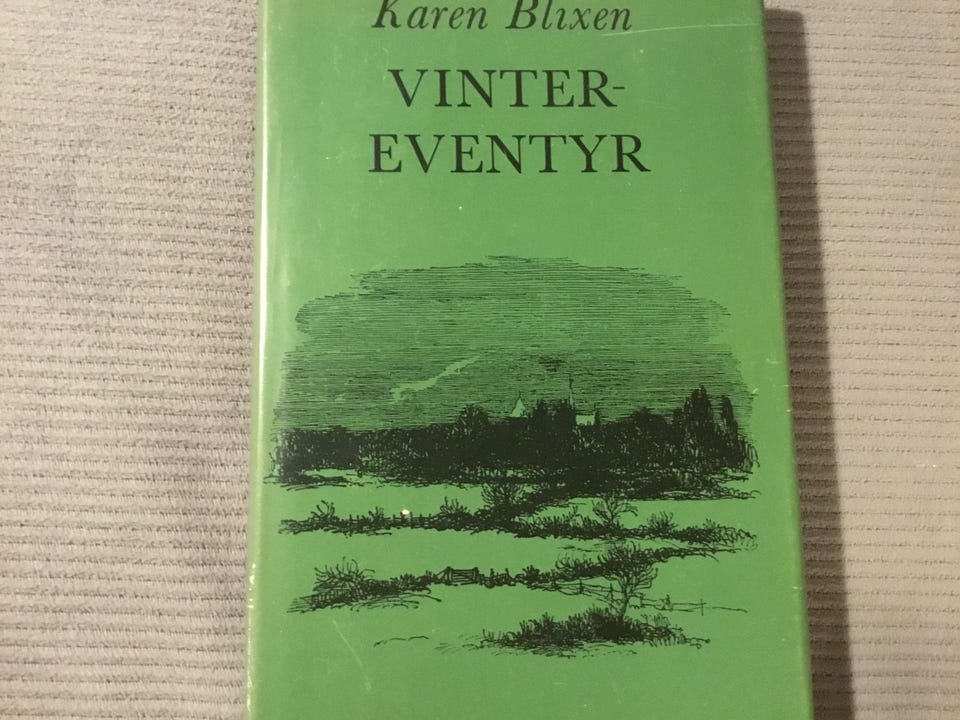 Karen Blixen
VINTER-
EVENTYR